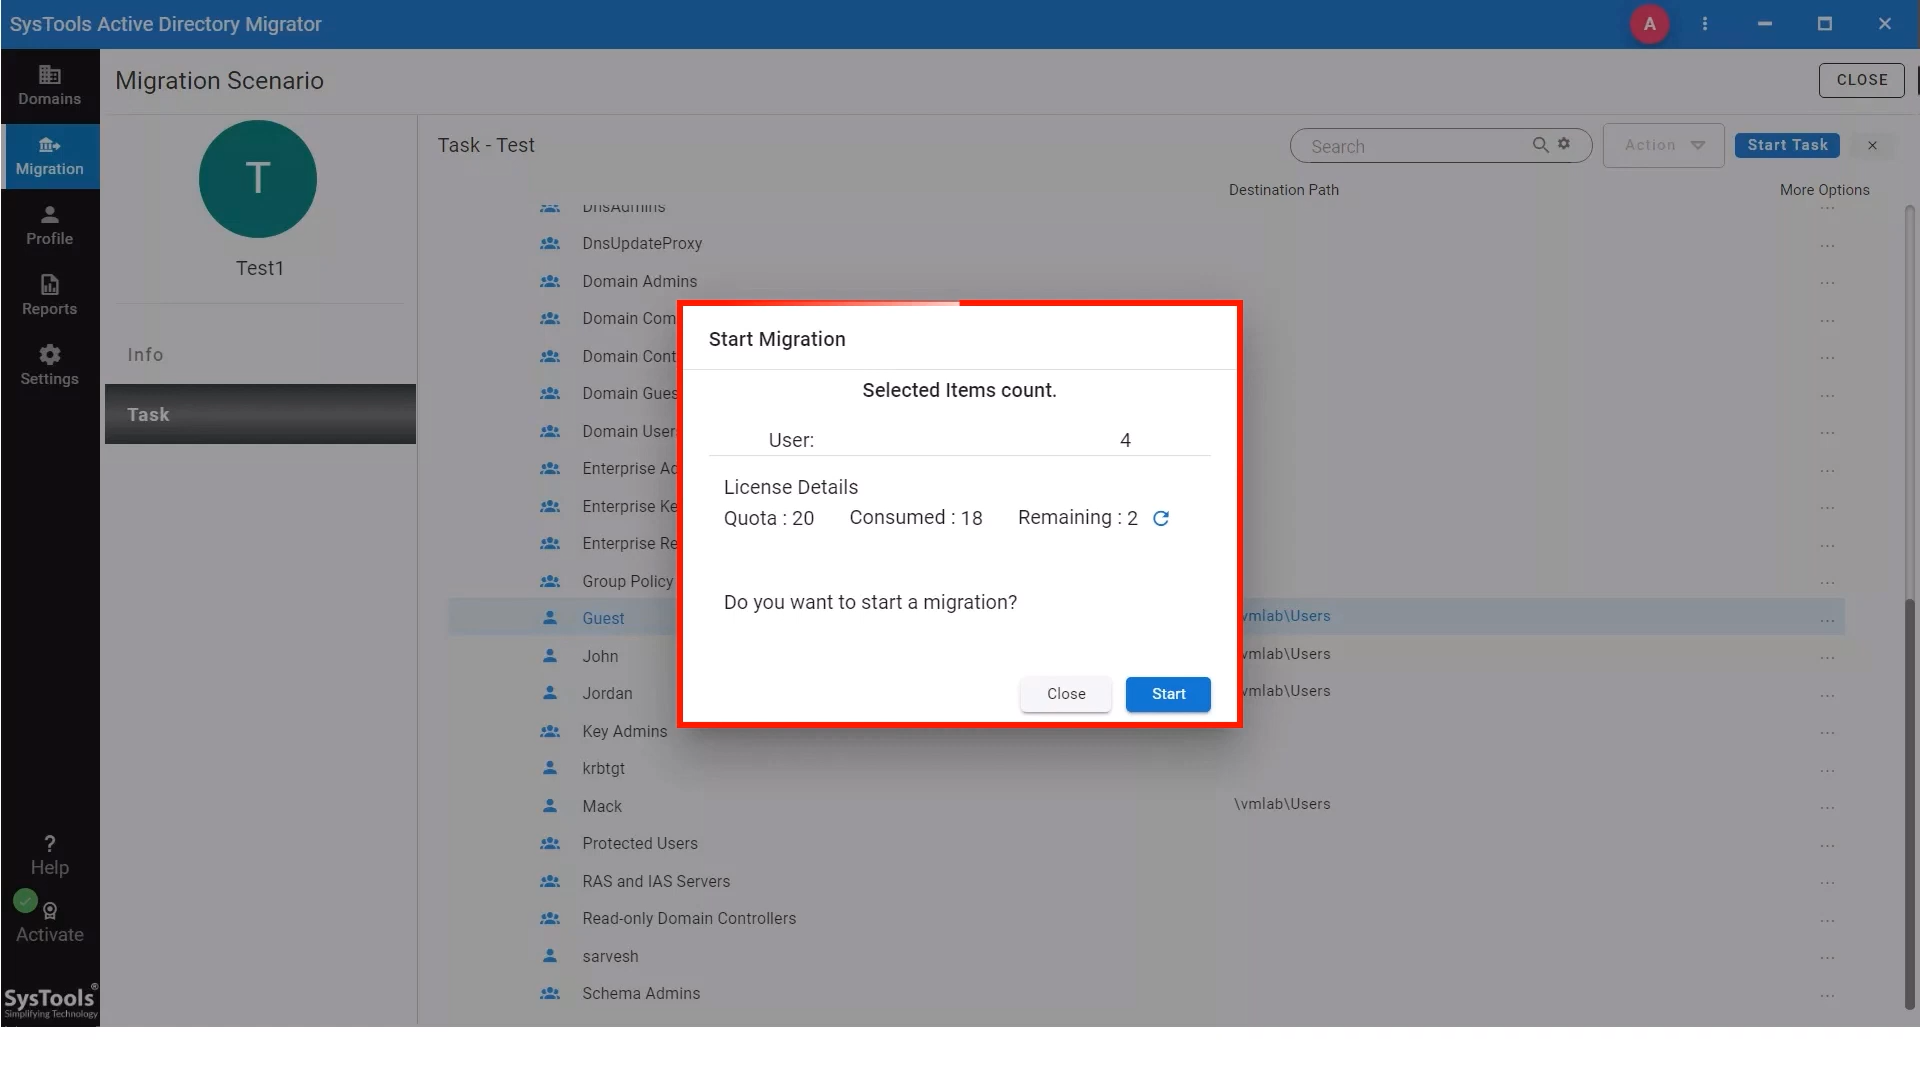 SysTools Active Directory Migrator
A
Domains
Migration
Profile
Reports
Settings
Help
Activate
SysTools®
Simplifying Technology
Migration Scenario
CLOSE
T
Test1
Info
Task
Task - Test
Search
Action
Start Task
Destination Path
More Options
DnsAdmins
DnsUpdateProxy
Domain Admins
Domain Com
Domain Cont
Domain Gues
Domain User
Enterprise Ad
Enterprise Ke
Enterprise Re
Group Policy
Guest
vmlab\Users
John
vmlab\Users
Jordan
vmlab\Users
Key Admins
krbtgt
Mack
\vmlab\Users
Protected Users
RAS and IAS Servers
Read-only Domain Controllers
sarvesh
Schema Admins
Start Migration
Selected Items count.
User: 4
License Details
Quota : 20 Consumed : 18 Remaining : 2
Do you want to start a migration?
Close
Start